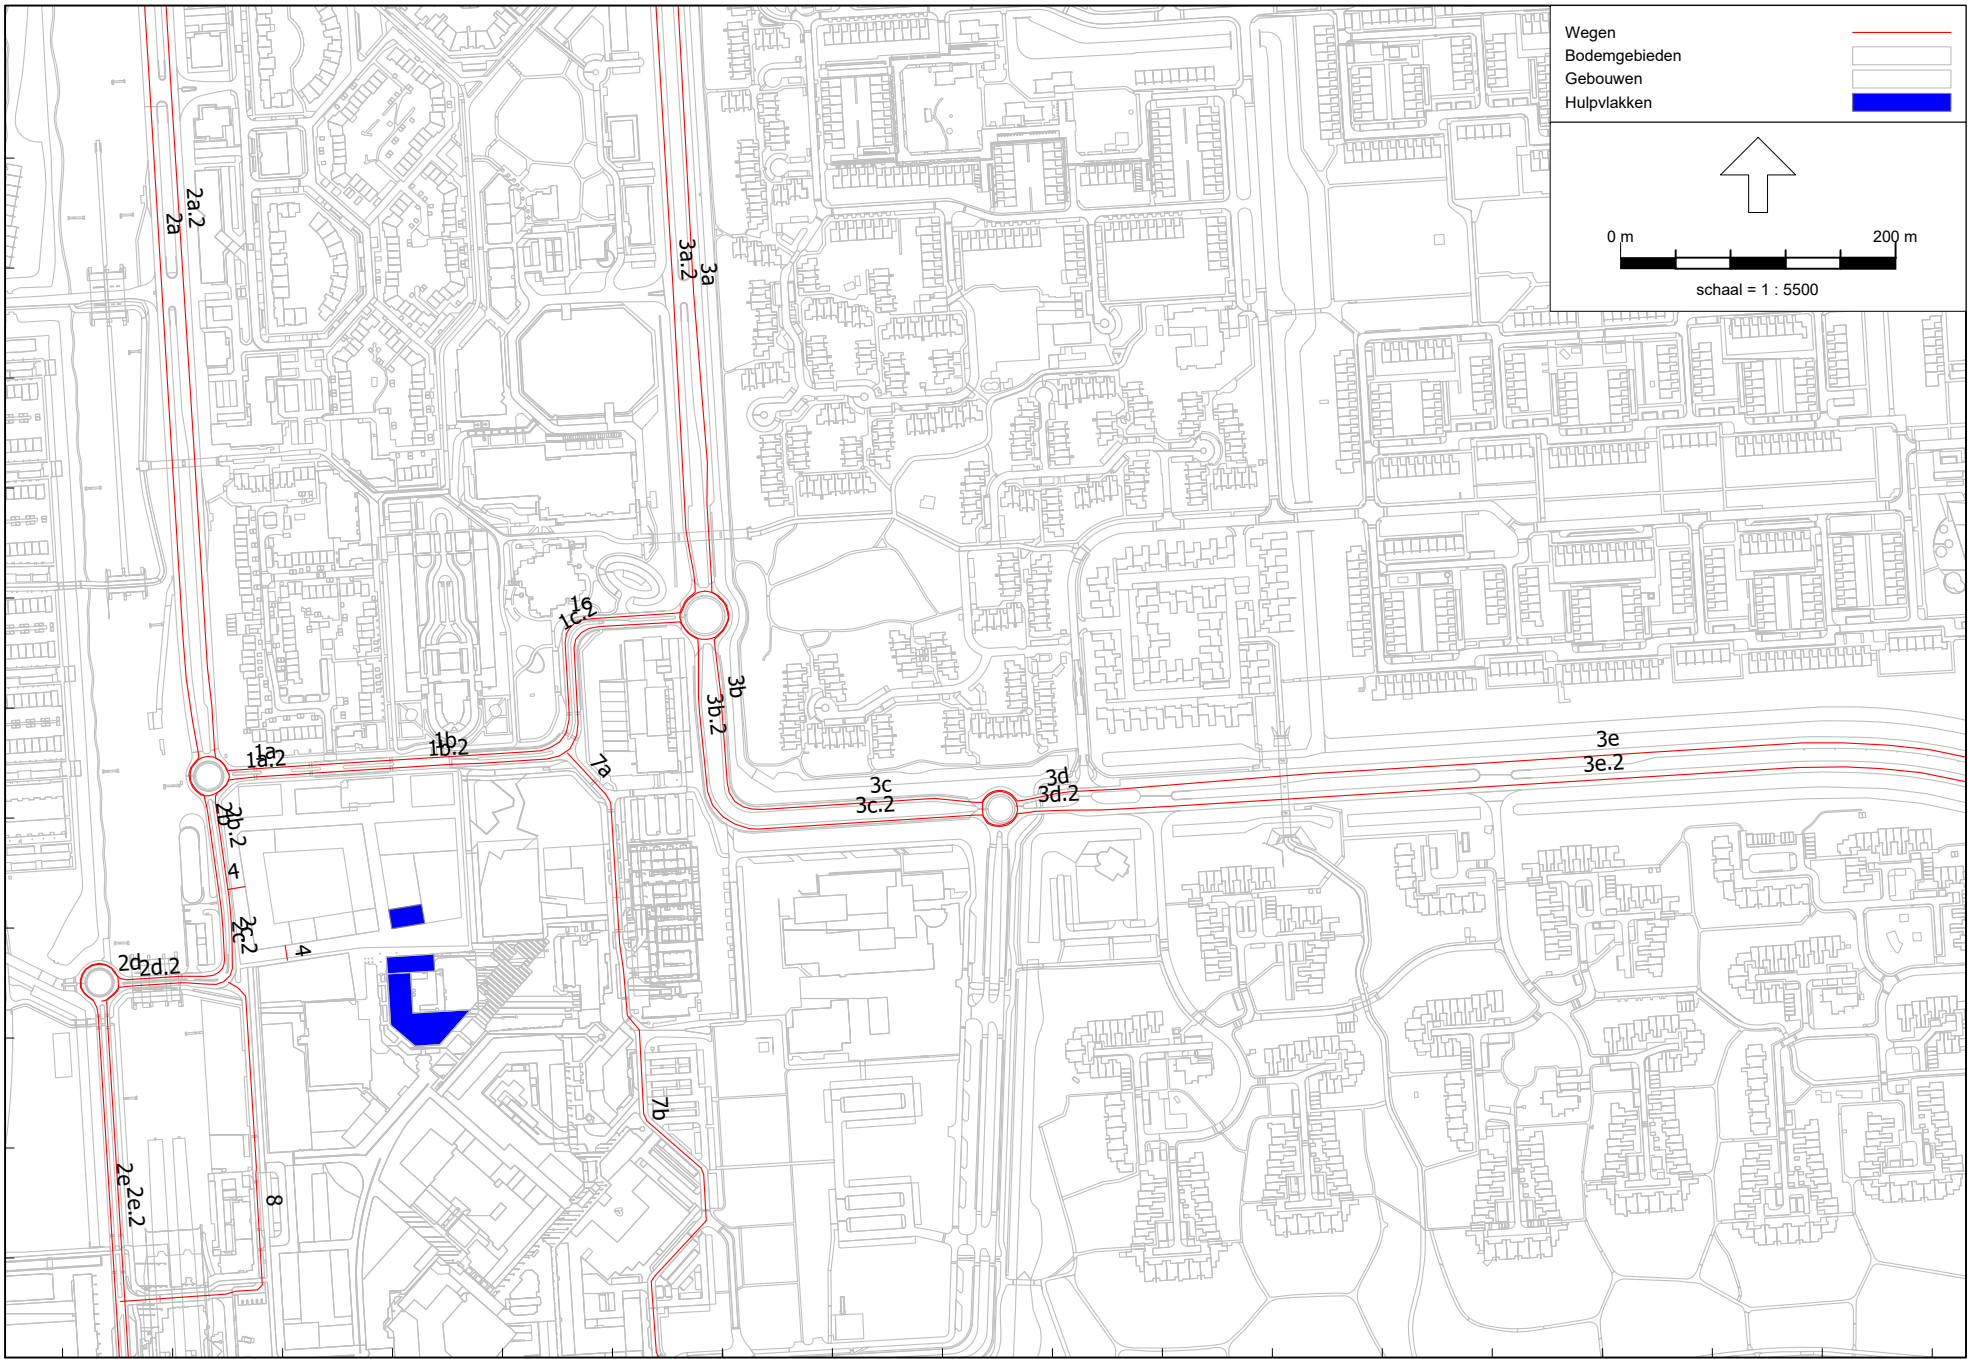 Wegen
Bodemgebieden
Gebouwen
Hulpvlakken
0 m 200 m
schaal = 1 : 5500
2a.2
2a
3a.2
3a
1c.2
3b
3b.2
1a
1a.2
1b
1b.2
7a
3e
3e.2
3c
3c.2
3d
3d.2
2b
2b.2
4
2c
2c.2
4
2d
2d.2
7b
2e
2e.2
8